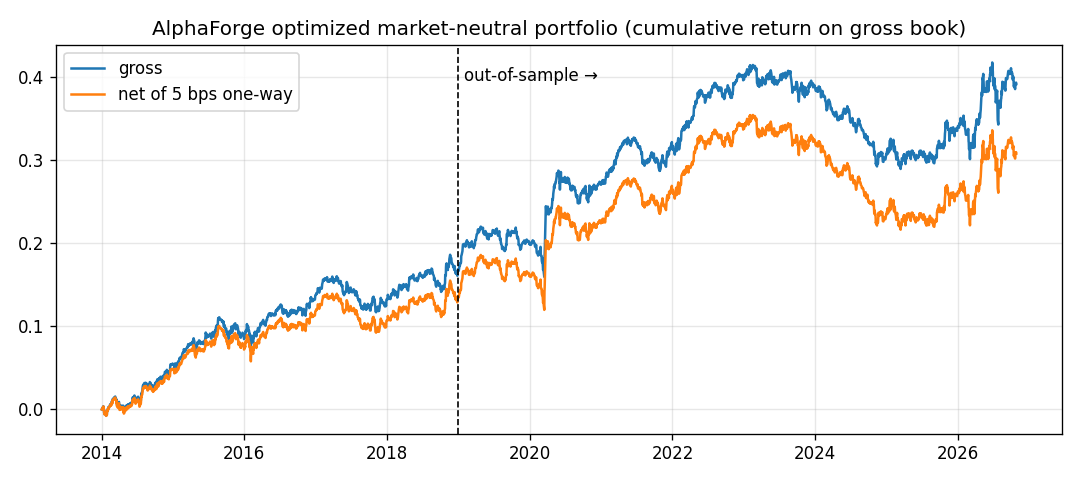 AlphaForge optimized market-neutral portfolio (cumulative return on gross book)
gross
net of 5 bps one-way
out-of-sample →
0.4
0.3
0.2
0.1
0.0
2014 2016 2018 2020 2022 2024 2026